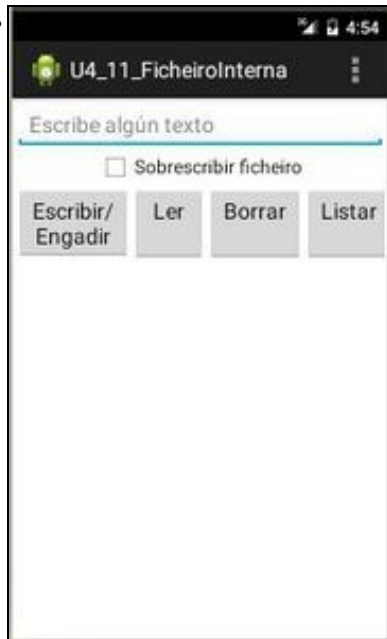 4:54
U4_11_FicheiroInterna
Escribe algún texto
Sobrescribir ficheiro
Escribir/
Engadir
Ler
Borrar
Listar